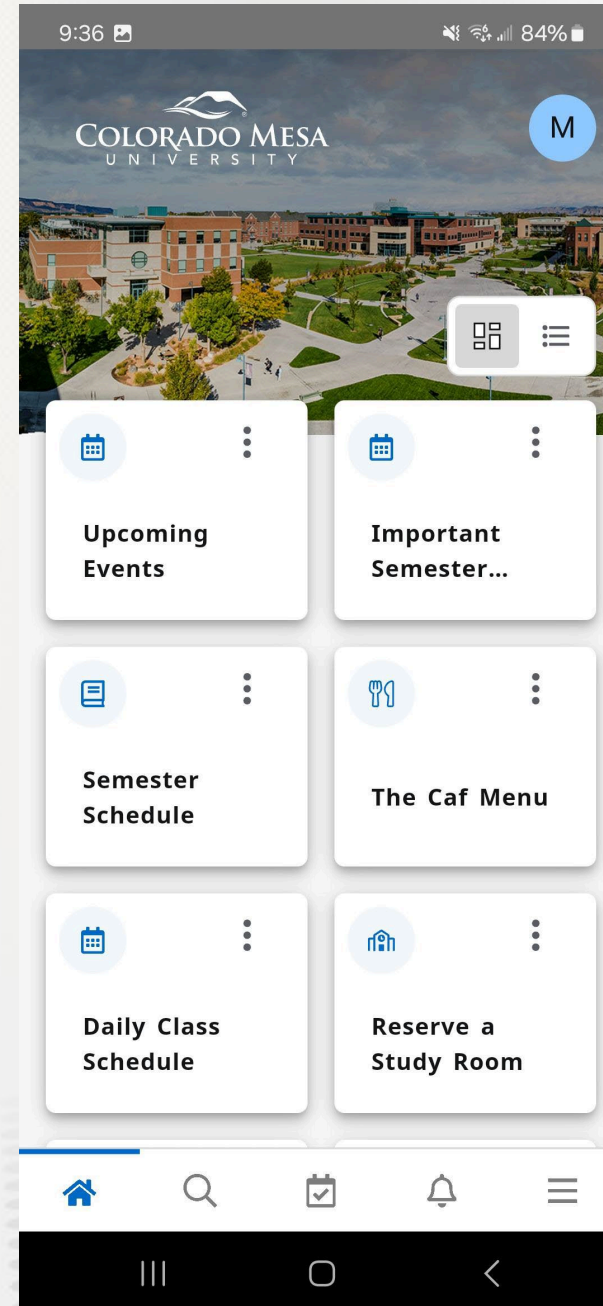 9:36
84%
COLORADO MESA
UNIVERSITY
M
Upcoming
Events
Important
Semester...
Semester
Schedule
The Caf Menu
Daily Class
Schedule
Reserve a
Study Room